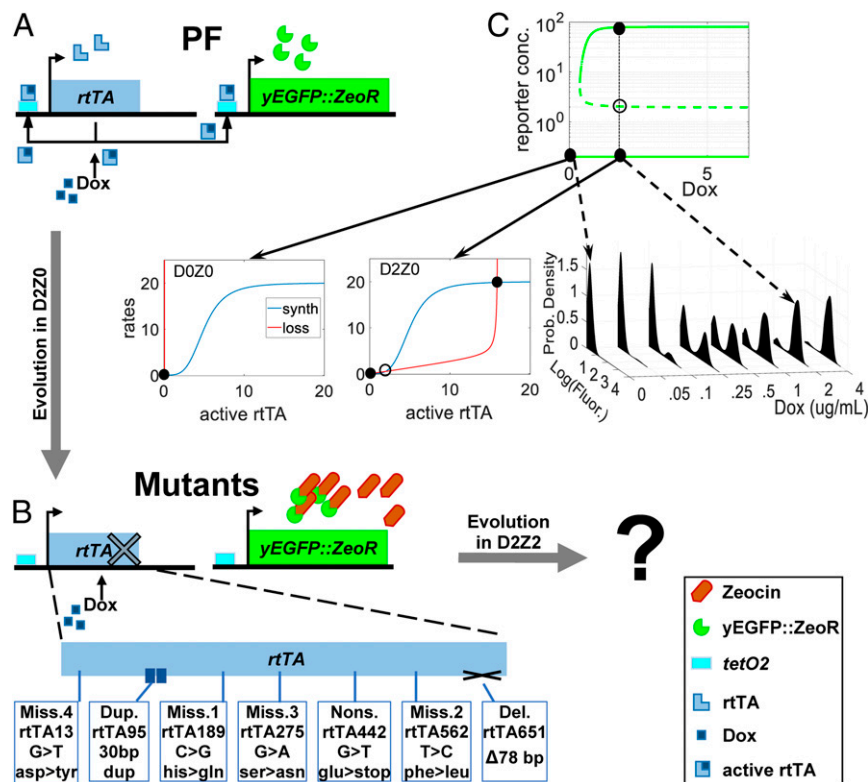 A
PF
rtTA
yEGFP::ZeoR
Dox
C
reporter conc.
10²
10¹
10⁰
0
5
Dox
Evolution in D2Z0
D0Z0
rates
20
10
0
synth
loss
0
10
20
active rtTA
D2Z0
20
10
0
0
10
20
active rtTA
Prob. Density
1.5
1
0.5
0
Log(Fluor.)
1 2 3 4
0 .05 .1 .25 .5 1 2 4
Dox (ug/mL)
Mutants
B
rtTA
yEGFP::ZeoR
Dox
Evolution
in D2Z2
?
rtTA
Miss.4
rtTA13
G>T
asp>tyr
Dup.
rtTA95
30bp
dup
Miss.1
rtTA189
C>G
his>gln
Miss.3
rtTA275
G>A
ser>asn
Nons.
rtTA442
G>T
glu>stop
Miss.2
rtTA562
T>C
phe>leu
Del.
rtTA651
Δ78 bp
Zeocin
yEGFP::ZeoR
tetO2
rtTA
Dox
active rtTA